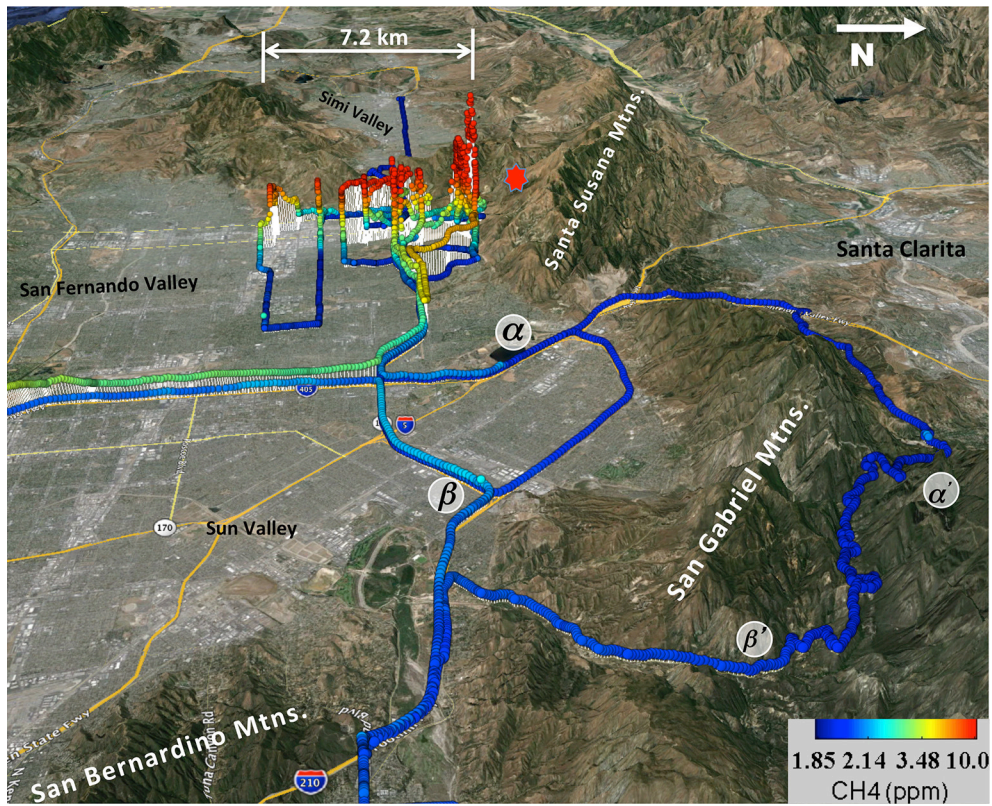 7.2 km
N
Simi Valley
Santa Susana Mtns.
Santa Clarita
San Fernando Valley
α
405
5
β
170
Sun Valley
San Gabriel Mtns.
α'
β'
San Bernardino Mtns.
210
1.85 2.14 3.48 10.0
CH4 (ppm)